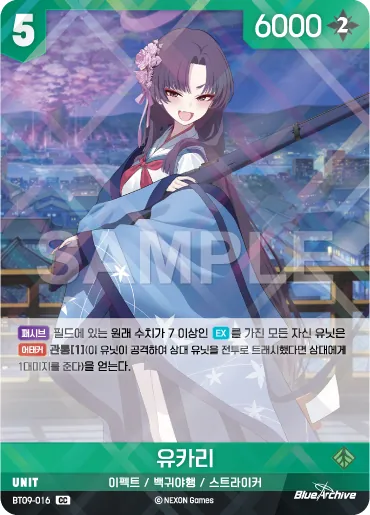 5
6000 2
SAMPLE
패시브 필드에 있는 원래 수치가 7 이상인 EX 를 가진 모든 자신 유닛은
어태커 관통[1](이 유닛이 공격하여 상대 유닛을 전투로 트래시했다면 상대에게
1대미지를 준다)을 얻는다.
유카리
UNIT 이팩트 / 백귀야행 / 스트라이커
BT09-016 CC ©NEXON Games BlueArchive